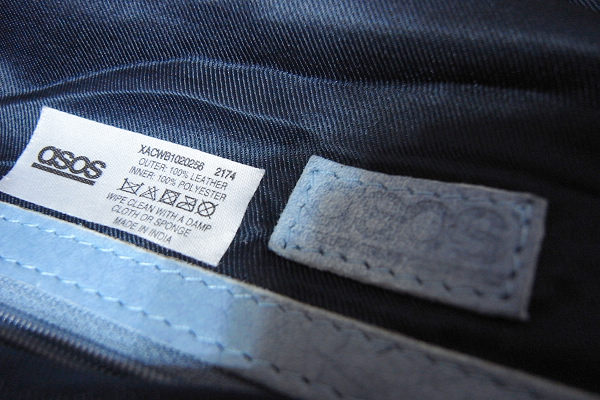 asos
XACWB1020256 2174
OUTER: 100% LEATHER
INNER: 100% POLYESTER
WIPE CLEAN WITH A DAMP
CLOTH OR SPONGE
MADE IN INDIA